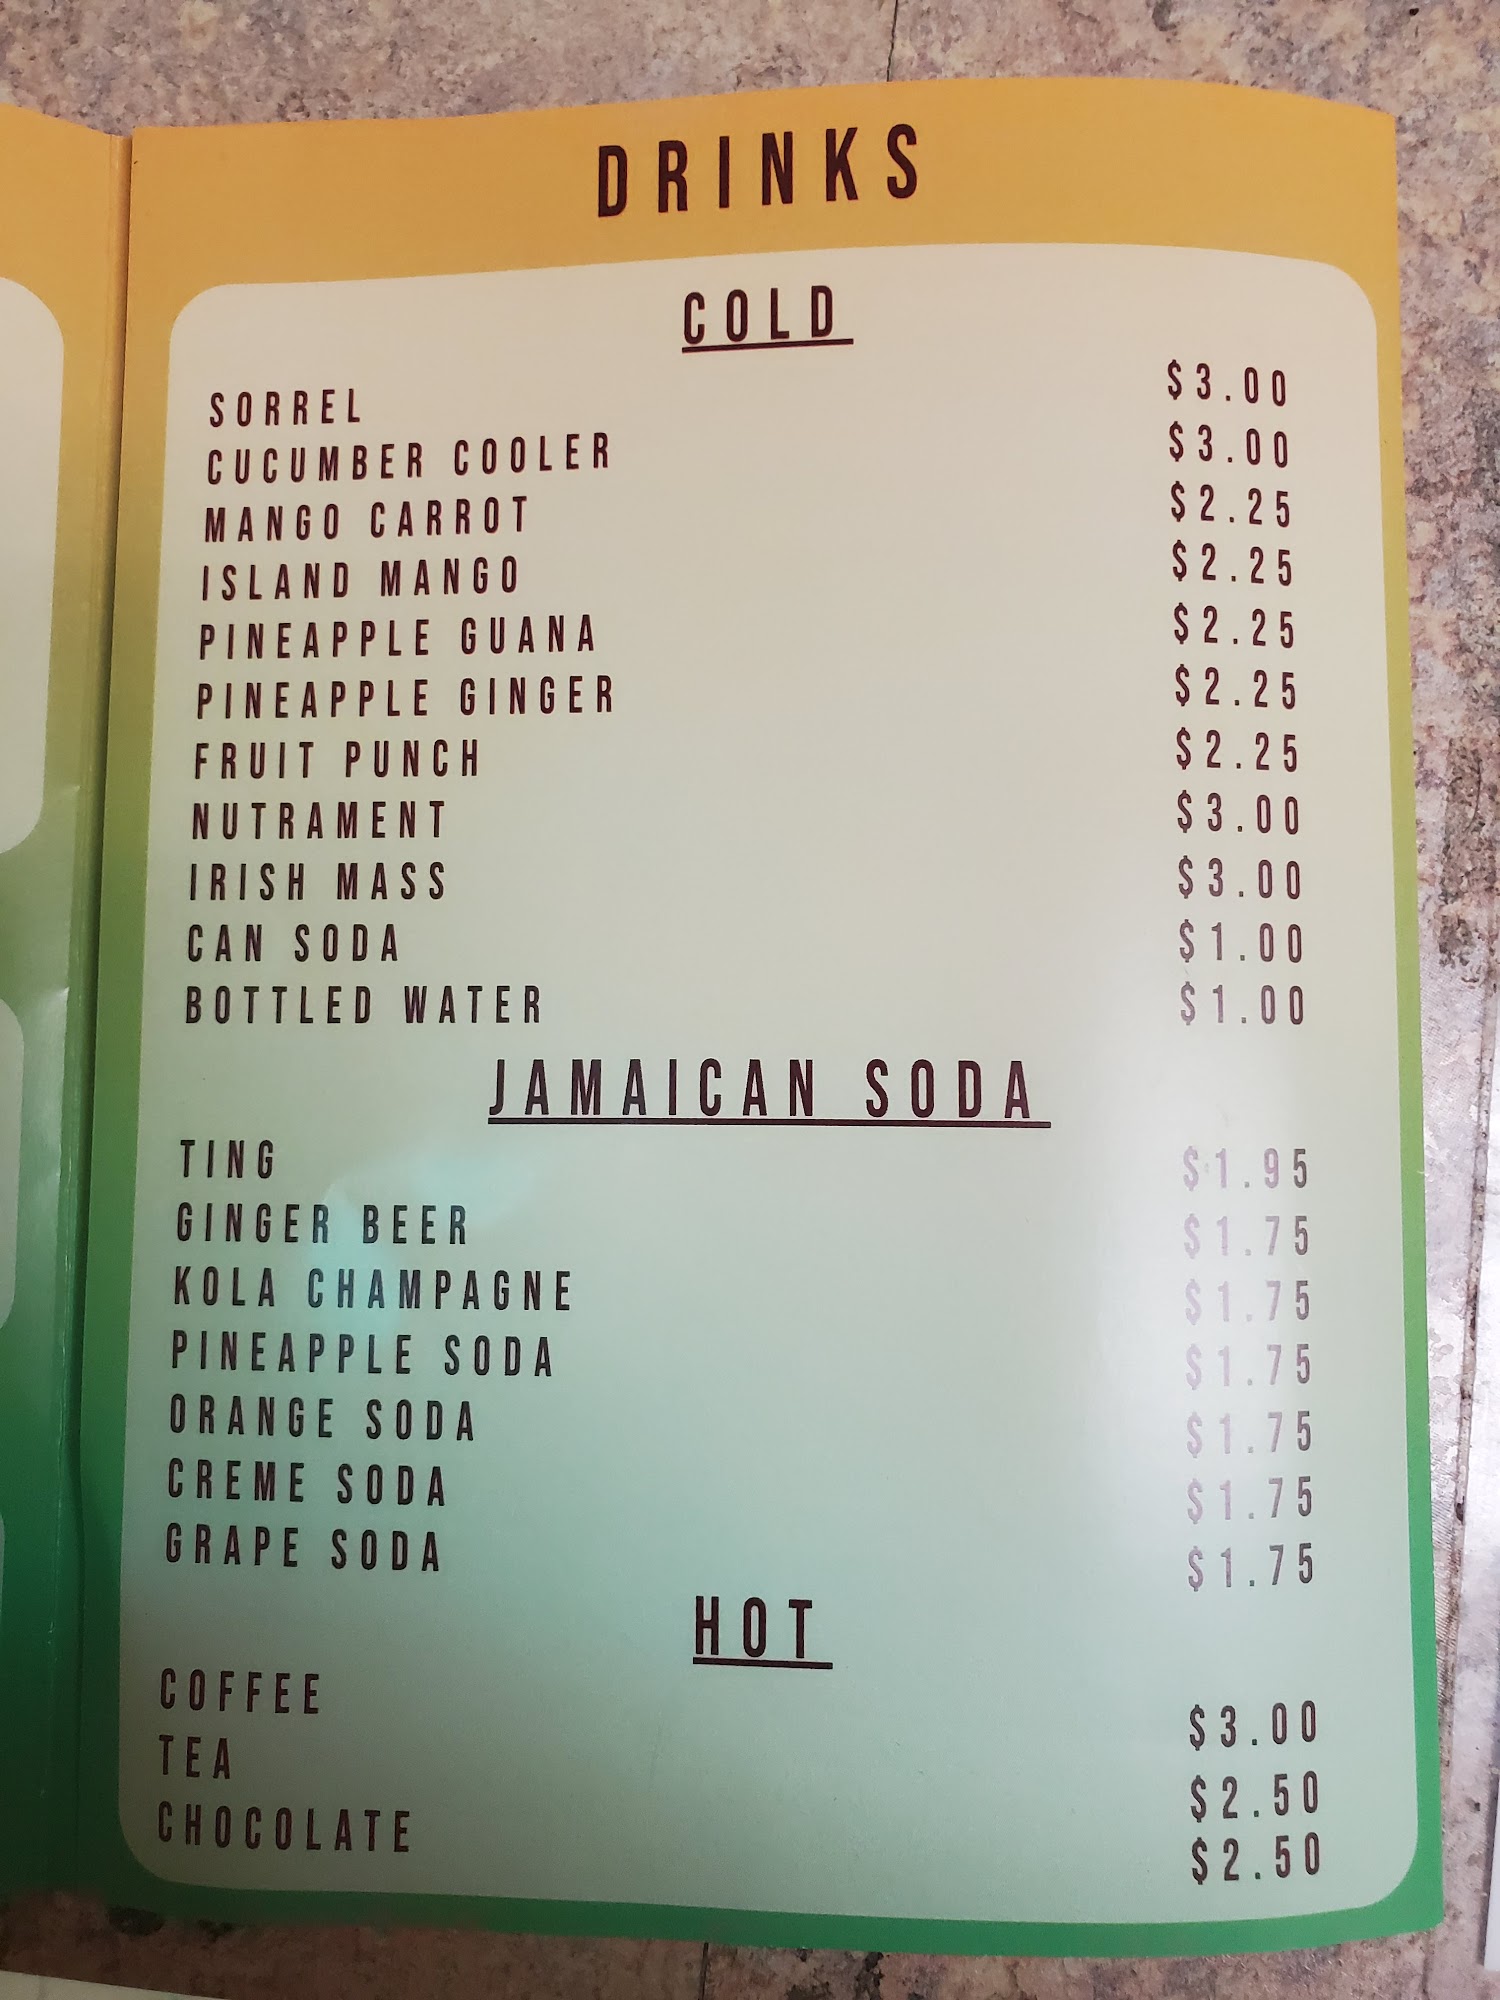 DRINKS
COLD
SORREL $3.00
CUCUMBER COOLER $3.00
MANGO CARROT $2.25
ISLAND MANGO $2.25
PINEAPPLE GUANA $2.25
PINEAPPLE GINGER $2.25
FRUIT PUNCH $2.25
NUTRAMENT $3.00
IRISH MASS $3.00
CAN SODA $1.00
BOTTLED WATER $1.00
JAMAICAN SODA
TING $1.95
GINGER BEER $1.75
KOLA CHAMPAGNE $1.75
PINEAPPLE SODA $1.75
ORANGE SODA $1.75
CREME SODA $1.75
GRAPE SODA $1.75
HOT
COFFEE $3.00
TEA $2.50
CHOCOLATE $2.50